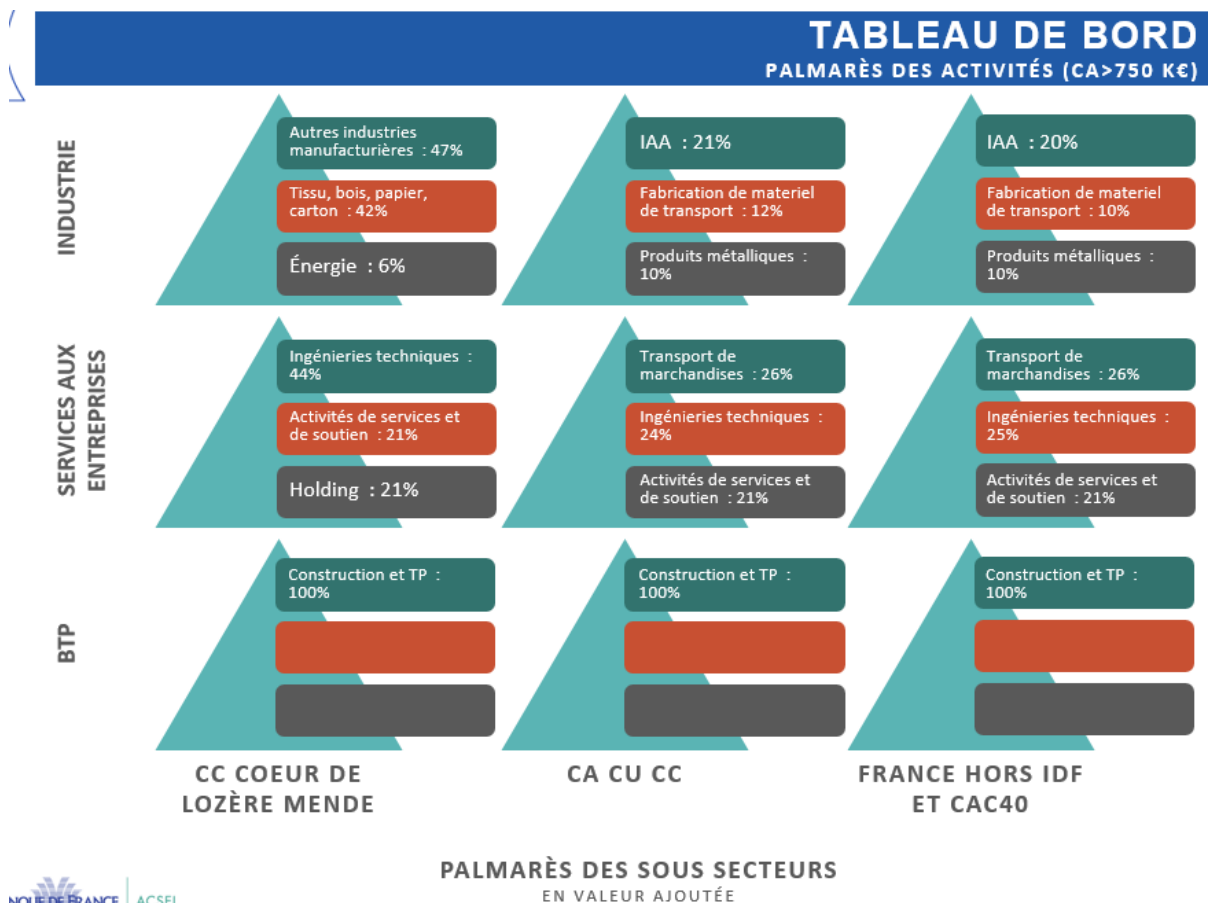 TABLEAU DE BORD
PALMARÈS DES ACTIVITÉS (CA>750 K€)
INDUSTRIE
Autres industries
manufacturières : 47%
Tissu, bois, papier,
carton : 42%
Énergie : 6%
IAA : 21%
Fabrication de materiel
de transport : 12%
Produits métalliques :
10%
IAA : 20%
Fabrication de materiel
de transport : 10%
Produits métalliques :
10%
SERVICES AUX
ENTREPRISES
Ingénieries techniques :
44%
Activités de services et
de soutien : 21%
Holding : 21%
Transport de
marchandises : 26%
Ingénieries techniques :
24%
Activités de services et
de soutien : 21%
Transport de
marchandises : 26%
Ingénieries techniques :
25%
Activités de services et
de soutien : 21%
BTP
Construction et TP :
100%
Construction et TP :
100%
Construction et TP :
100%
CC COEUR DE
LOZÈRE MENDE
CA CU CC
FRANCE HORS IDF
ET CAC40
PALMARÈS DES SOUS SECTEURS
EN VALEUR AJOUTÉE
DE FRANCE
ACSEL